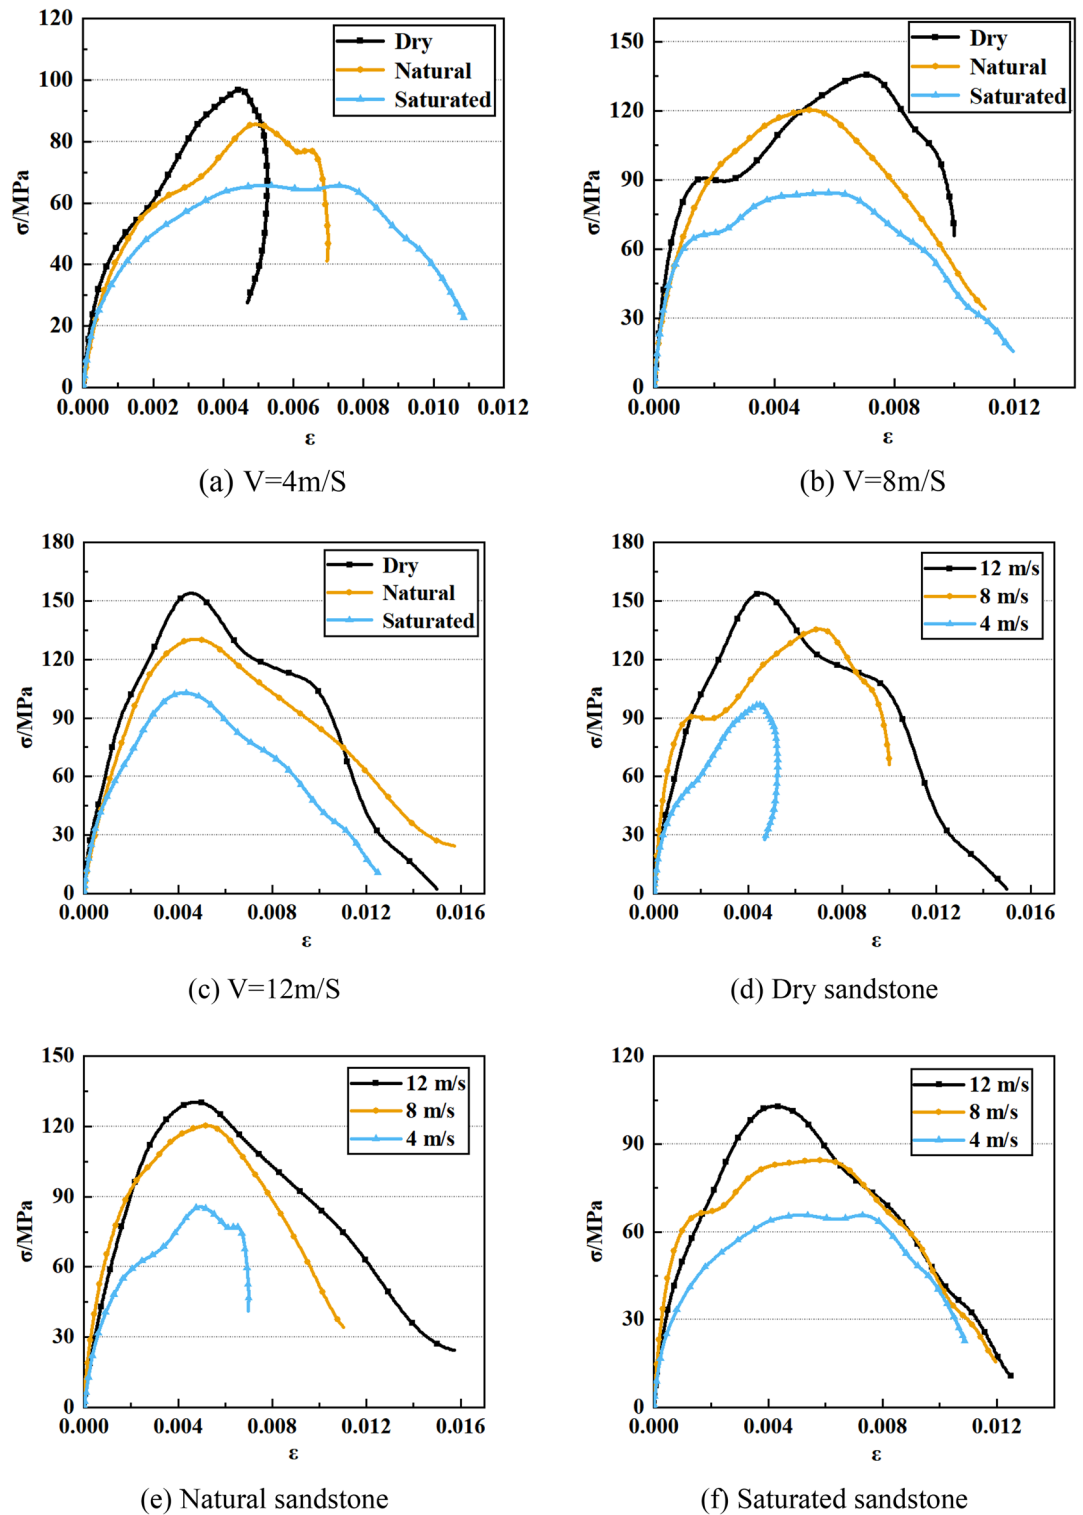 120
100
80
60
40
20
0
σ/MPa
Dry
Natural
Saturated
0.000 0.002 0.004 0.006 0.008 0.010 0.012
ε
(a) V=4m/S
150
120
90
60
30
0
σ/MPa
Dry
Natural
Saturated
0.000 0.004 0.008 0.012
ε
(b) V=8m/S
180
150
120
90
60
30
0
σ/MPa
Dry
Natural
Saturated
0.000 0.004 0.008 0.012 0.016
ε
(c) V=12m/S
180
150
120
90
60
30
0
σ/MPa
12 m/s
8 m/s
4 m/s
0.000 0.004 0.008 0.012 0.016
ε
(d) Dry sandstone
150
120
90
60
30
0
σ/MPa
12 m/s
8 m/s
4 m/s
0.000 0.004 0.008 0.012 0.016
ε
(e) Natural sandstone
120
90
60
30
0
σ/MPa
12 m/s
8 m/s
4 m/s
0.000 0.004 0.008 0.012
ε
(f) Saturated sandstone